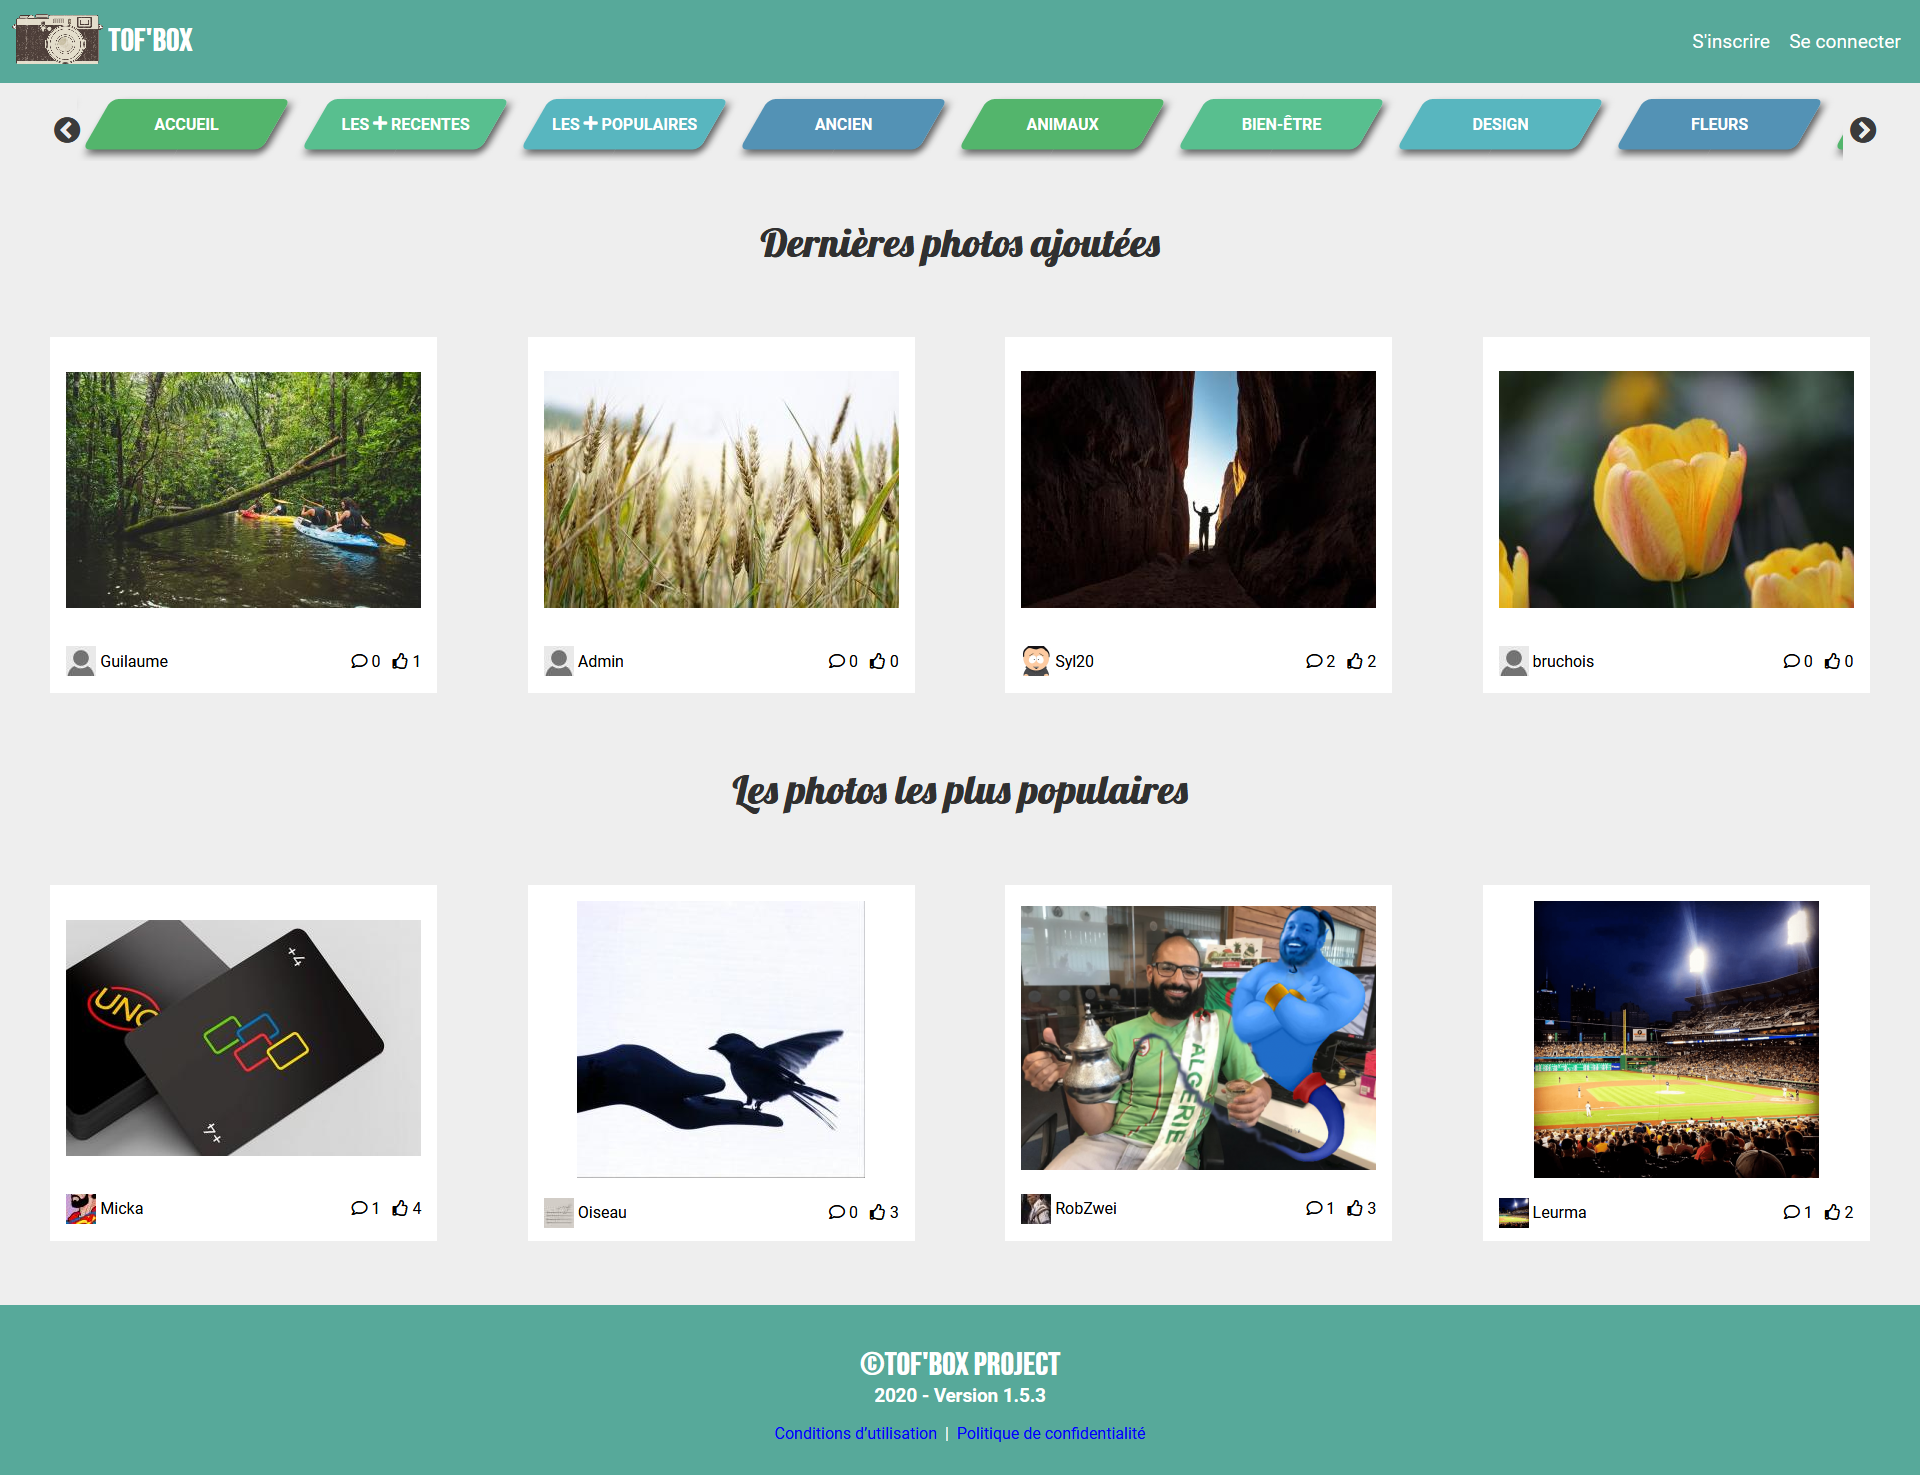 TOF'BOX
S'inscrire Se connecter
ACCUEIL LES + RECENTES LES + POPULAIRES ANCIEN ANIMAUX BIEN-ÊTRE DESIGN FLEURS
Dernières photos ajoutées
Guilaume 0 1
Admin 0 0
Syl20 2 2
bruchois 0 0
Les photos les plus populaires
UNO
+4
+4
ALGERIE
Micka 1 4
Oiseau 0 3
RobZwei 1 3
Leurma 1 2
©TOF'BOX PROJECT
2020 - Version 1.5.3
Conditions d’utilisation | Politique de confidentialité